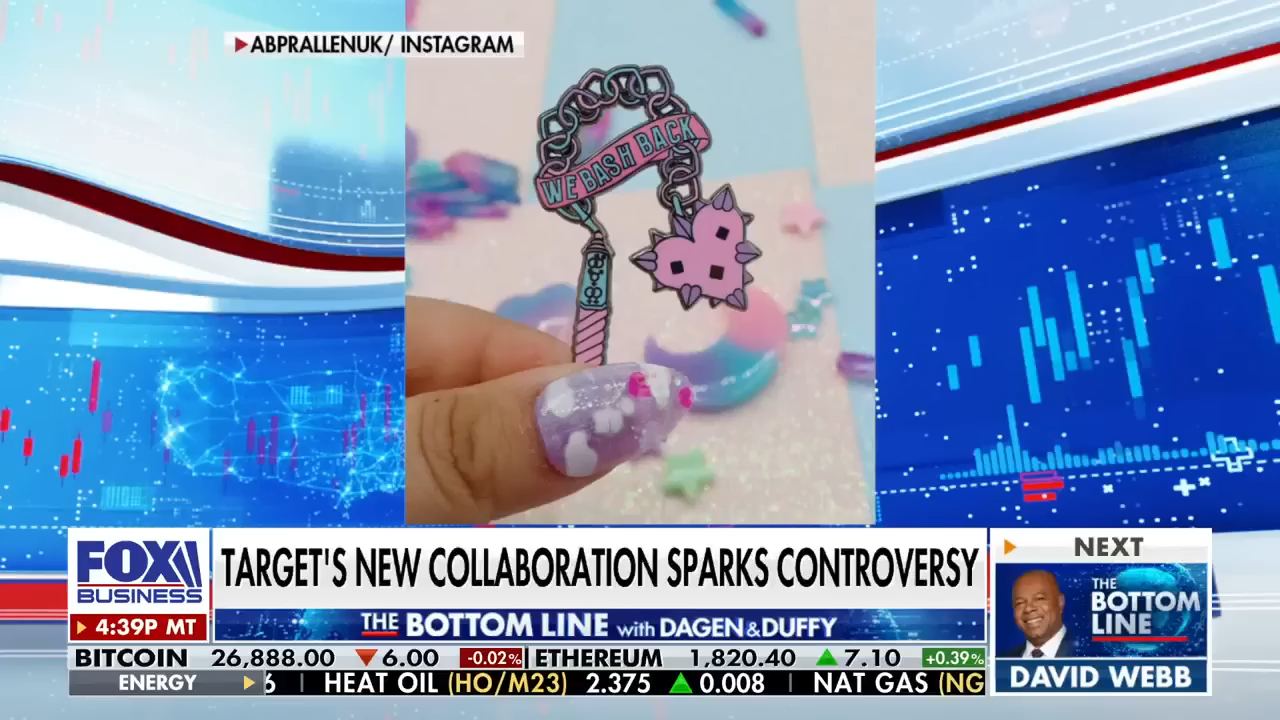 ABPRALLENUK/ INSTAGRAM
WE BASH BACK
FOX
BUSINESS
4:39P MT
TARGET'S NEW COLLABORATION SPARKS CONTROVERSY
THE BOTTOM LINE with DAGEN & DUFFY
NEXT
THE
BOTTOM
LINE
DAVID WEBB
BITCOIN 26,888.00 6.00 -0.02% ETHEREUM 1,820.40 7.10 +0.39%
ENERGY 6 HEAT OIL (HO/M23) 2.375 0.008 NAT GAS (NG